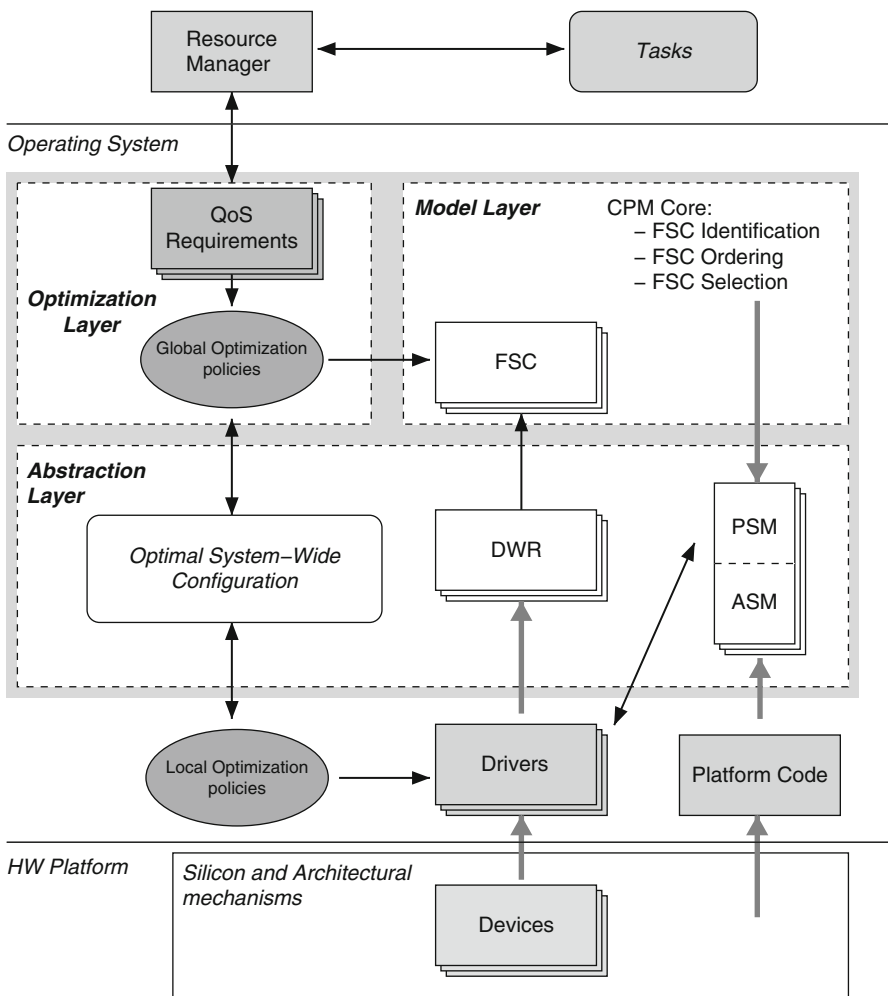 Resource
Manager
Tasks
Operating System
QoS
Requirements
Optimization
Layer
Global Optimization
policies
Model Layer
CPM Core:
– FSC Identification
– FSC Ordering
– FSC Selection
FSC
Abstraction
Layer
Optimal System–Wide
Configuration
DWR
PSM
ASM
Local Optimization
policies
Drivers
Platform Code
HW Platform
Silicon and Architectural
mechanisms
Devices